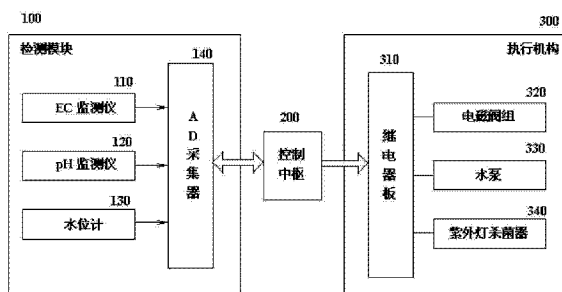 100
检测模块
110
EC 监测仪
120
pH 监测仪
130
水位计
140
AD采集器
200
控制
中枢
300
执行机构
310
继电器板
320
电磁阀组
330
水泵
340
紫外灯杀菌器